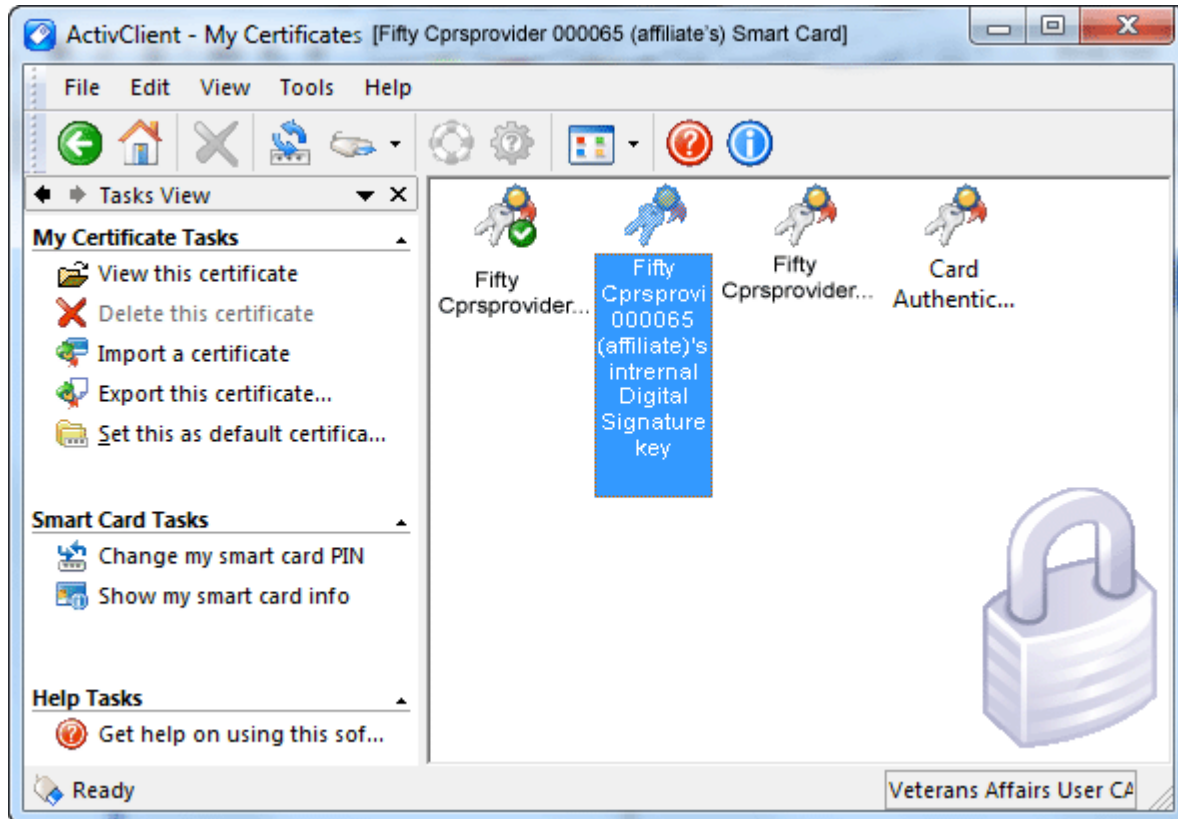 ActivClient - My Certificates [Fifty Cprsprovider 000065 (affiliate's) Smart Card]
File Edit View Tools Help
Tasks View
My Certificate Tasks
View this certificate
Delete this certificate
Import a certificate
Export this certificate...
Set this as default certifica...
Smart Card Tasks
Change my smart card PIN
Show my smart card info
Help Tasks
Get help on using this sof...
Fifty
Cprsprovider...
Fifty
Cprsprovi
000065
(affiliate)'s
intrernal
Digital
Signature
key
Fifty
Cprsprovider...
Card
Authentic...
Ready
Veterans Affairs User CA